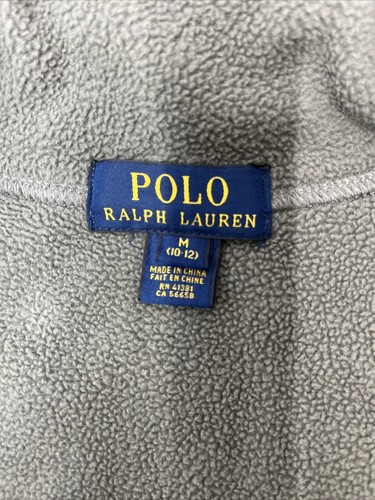 POLO
RALPH LAUREN
M
(10-12)
MADE IN CHINA
FAIT EN CHINE
RN 41381
CA 56658